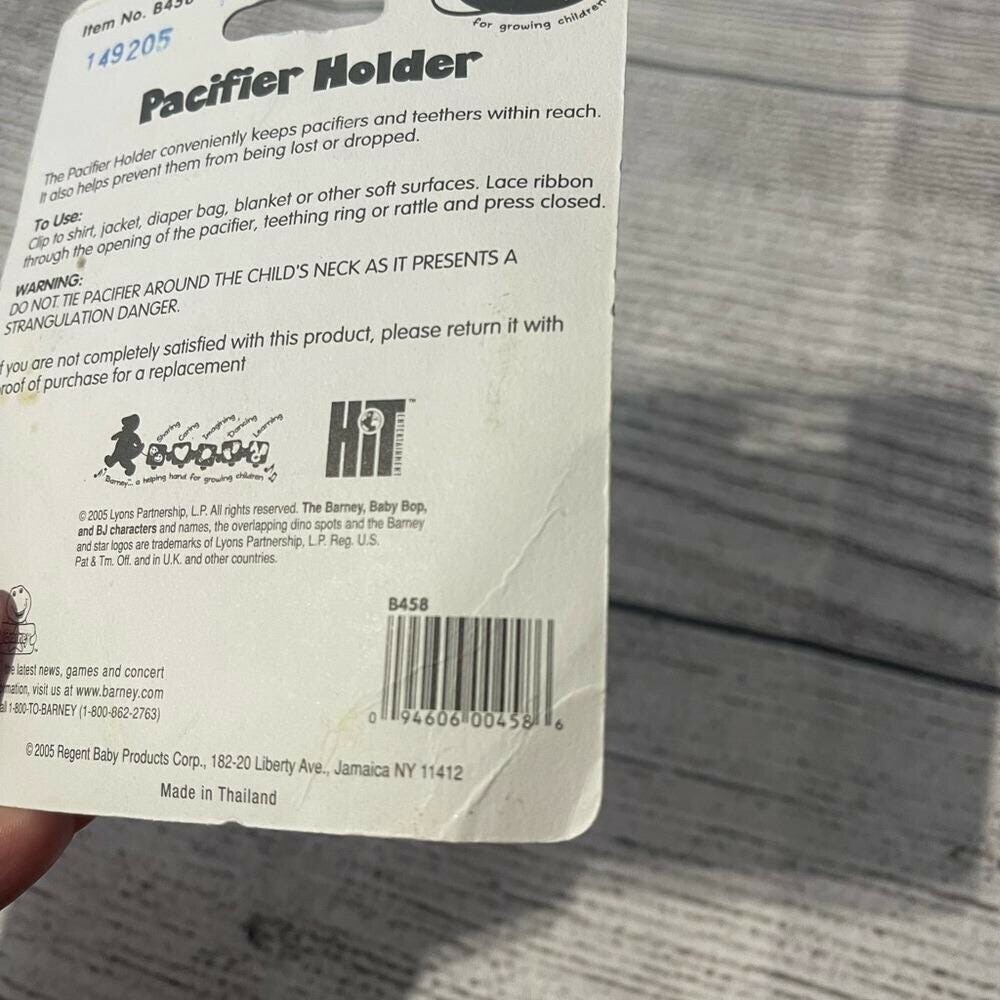 Item No. B458
149205
for growing children
Pacifier Holder
The Pacifier Holder conveniently keeps pacifiers and teethers within reach.
It also helps prevent them from being lost or dropped.
To Use:
Clip to shirt, jacket, diaper bag, blanket or other soft surfaces. Lace ribbon
through the opening of the pacifier, teething ring or rattle and press closed.
WARNING:
DO NOT TIE PACIFIER AROUND THE CHILD'S NECK AS IT PRESENTS A
STRANGULATION DANGER.
f you are not completely satisfied with this product, please return it with
roof of purchase for a replacement
Sharing Caring Imagining Dancing Learning
Barney... a helping hand for growing children
HiT ENTERTAINMENT ™
© 2005 Lyons Partnership, L.P. All rights reserved. The Barney, Baby Bop,
and BJ characters and names, the overlapping dino spots and the Barney
and star logos are trademarks of Lyons Partnership, L.P. Reg. U.S.
Pat & Tm. Off. and in U.K. and other countries.
B458
0 94606 00458 6
e latest news, games and concert
mation, visit us at www.barney.com
all 1-800-TO-BARNEY (1-800-862-2763)
© 2005 Regent Baby Products Corp., 182-20 Liberty Ave., Jamaica NY 11412
Made in Thailand